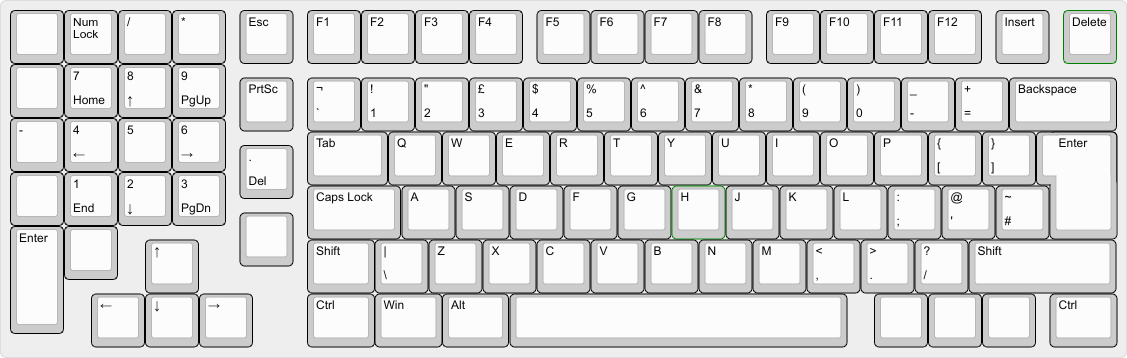 Num
Lock
/
*
Esc
F1
F2
F3
F4
F5
F6
F7
F8
F9
F10
F11
F12
Insert
Delete
7
Home
8
↑
9
PgUp
PrtSc
¬
`
!
1
"
2
£
3
$
4
%
5
^
6
&
7
*
8
(
9
)
0
_
-
+
=
Backspace
-
4
←
5
6
→
.
Del
Tab
Q
W
E
R
T
Y
U
I
O
P
{
[
}
]
Enter
1
End
2
↓
3
PgDn
Caps Lock
A
S
D
F
G
H
J
K
L
:
;
@
'
~
#
Enter
↑
Shift
|
\
Z
X
C
V
B
N
M
<
,
>
.
?
/
Shift
←
↓
→
Ctrl
Win
Alt
Ctrl